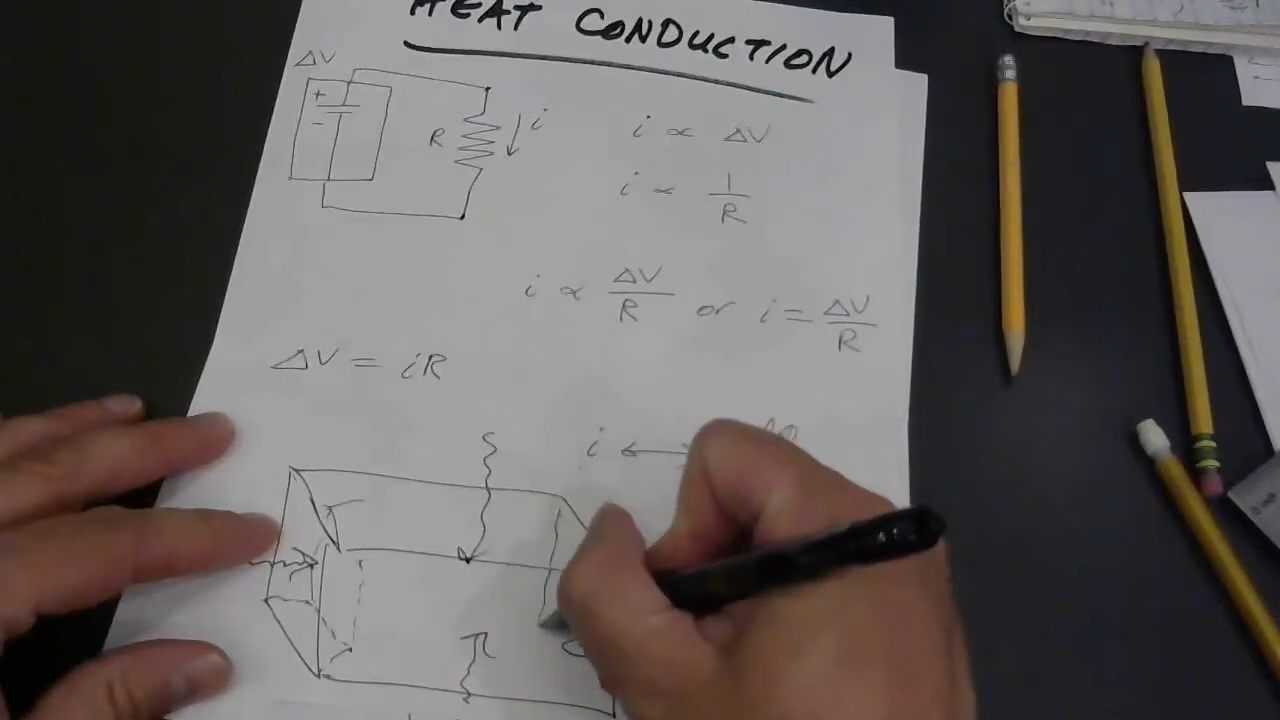 HEAT CONDUCTION
ΔV
+
-
R
i
i ∝ ΔV
i ∝ 1/R
i ∝ ΔV/R or i = ΔV/R
ΔV = iR
i ⟷